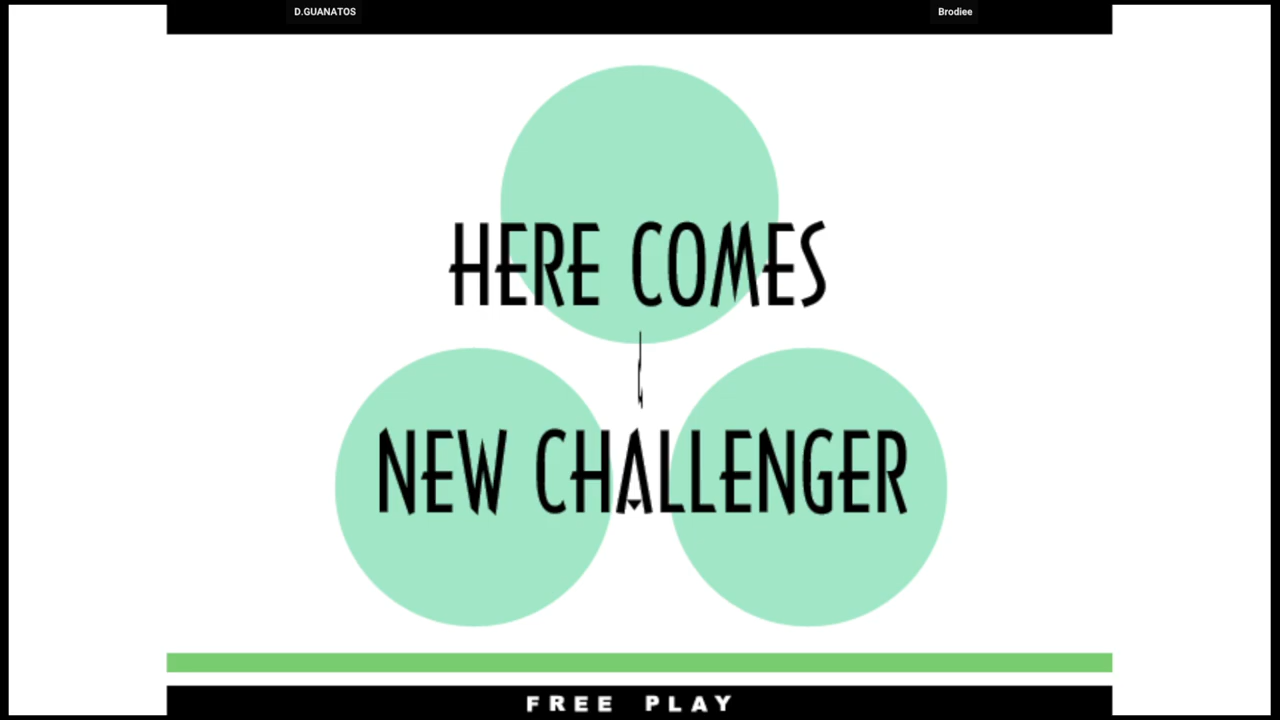 D.GUANATOS
Brodiee
HERE COMES
NEW CHALLENGER
FREE PLAY